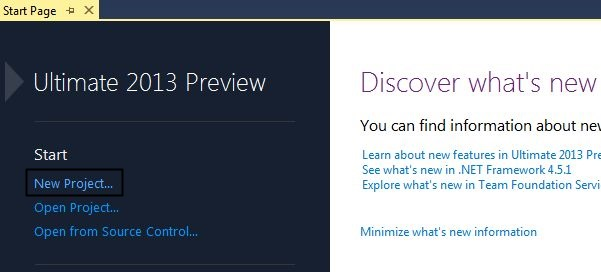 Start Page
Ultimate 2013 Preview
Discover what's new
Start
You can find information about new
New Project...
Learn about new features in Ultimate 2013 Pre
See what's new in .NET Framework 4.5.1
Open Project...
Explore what's new in Team Foundation Servi
Open from Source Control...
Minimize what's new information